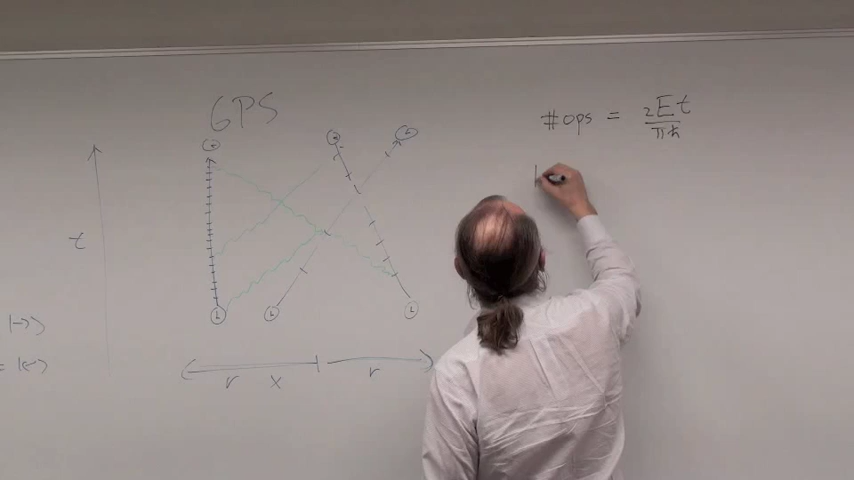 GPS
#ops = 2Et/πℏ
t
|→⟩
= |←⟩
L
L
L
r x r